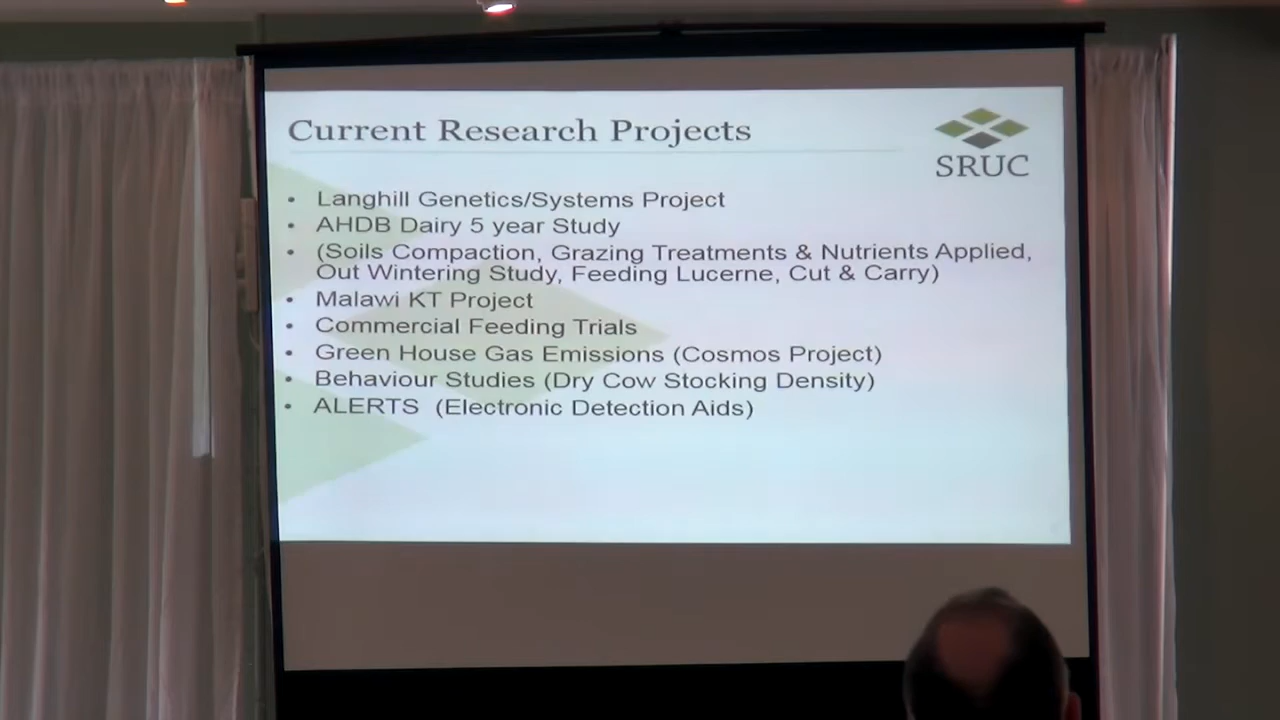 Current Research Projects
SRUC
• Langhill Genetics/Systems Project
• AHDB Dairy 5 year Study
• (Soils Compaction, Grazing Treatments & Nutrients Applied,
Out Wintering Study, Feeding Lucerne, Cut & Carry)
• Malawi KT Project
• Commercial Feeding Trials
• Green House Gas Emissions (Cosmos Project)
• Behaviour Studies (Dry Cow Stocking Density)
• ALERTS (Electronic Detection Aids)